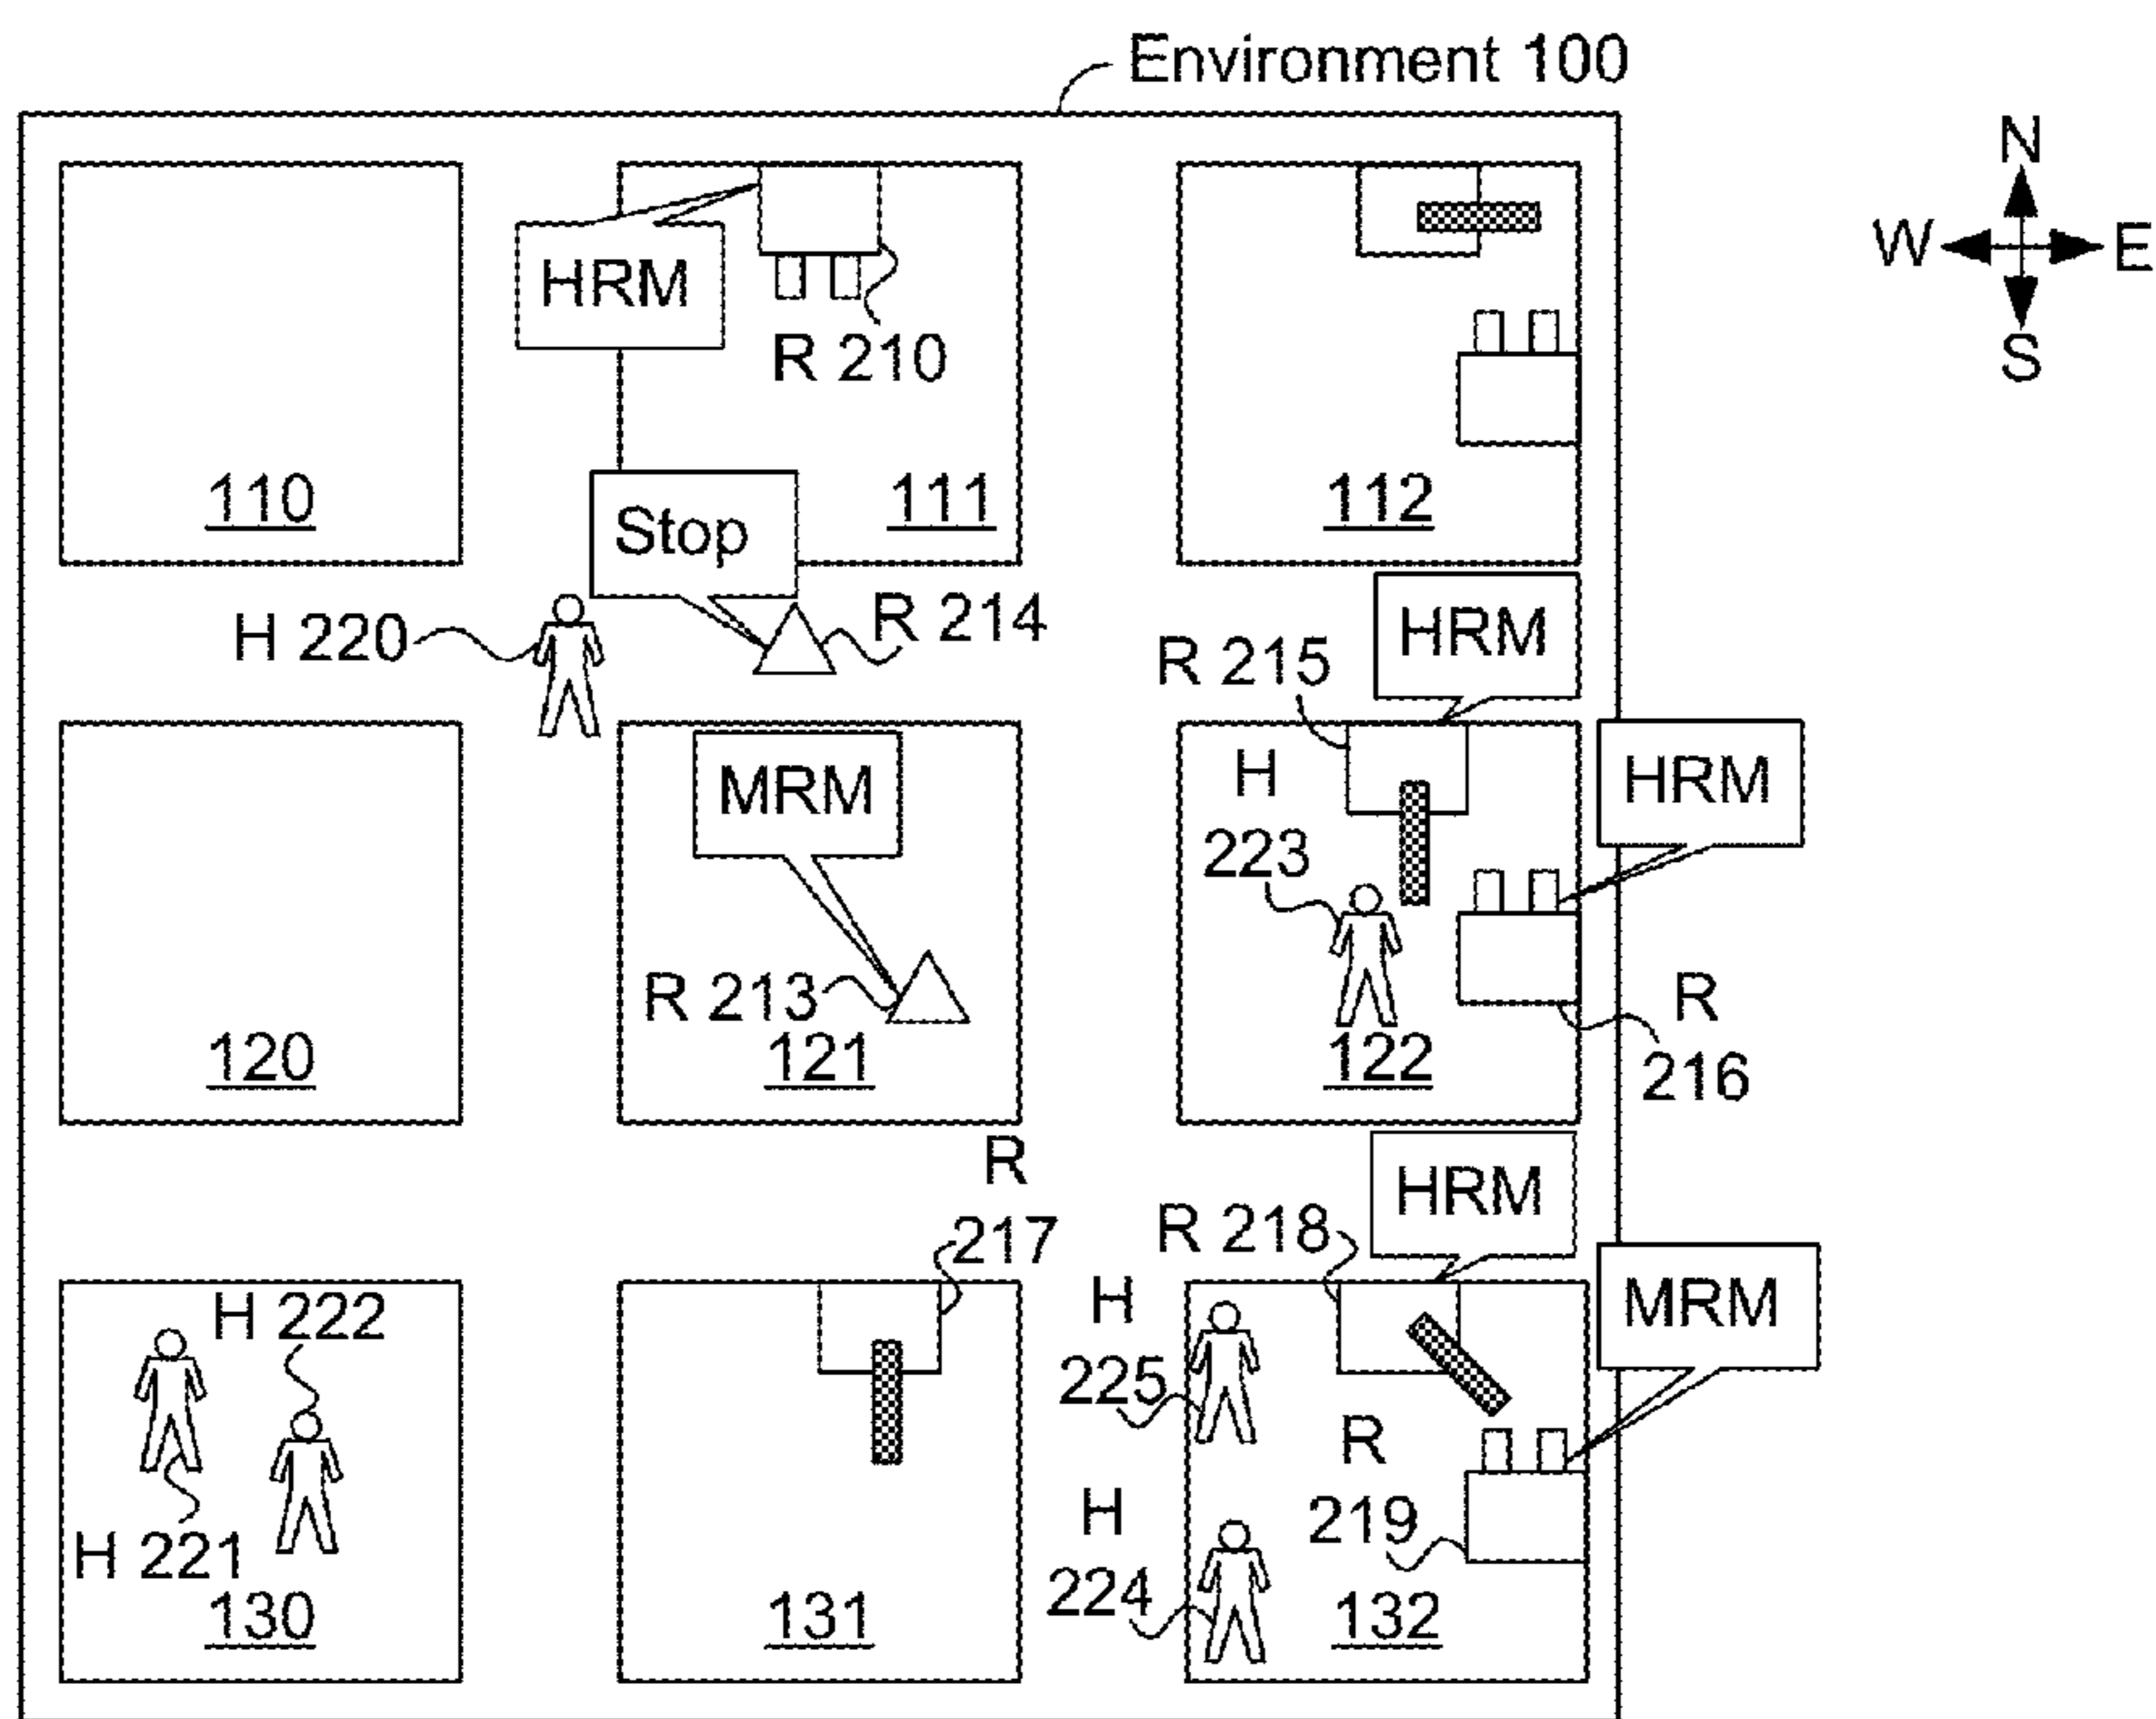 Environment 100
N
W
E
S
HRM
R 210
110
Stop
111
112
H 220
R 214
HRM
R 215
MRM
H
223
HRM
R 213
R
216
120
121
122
R
217
HRM
R 218
MRM
H 222
H
225
R
219
H 221
H
224
130
131
132